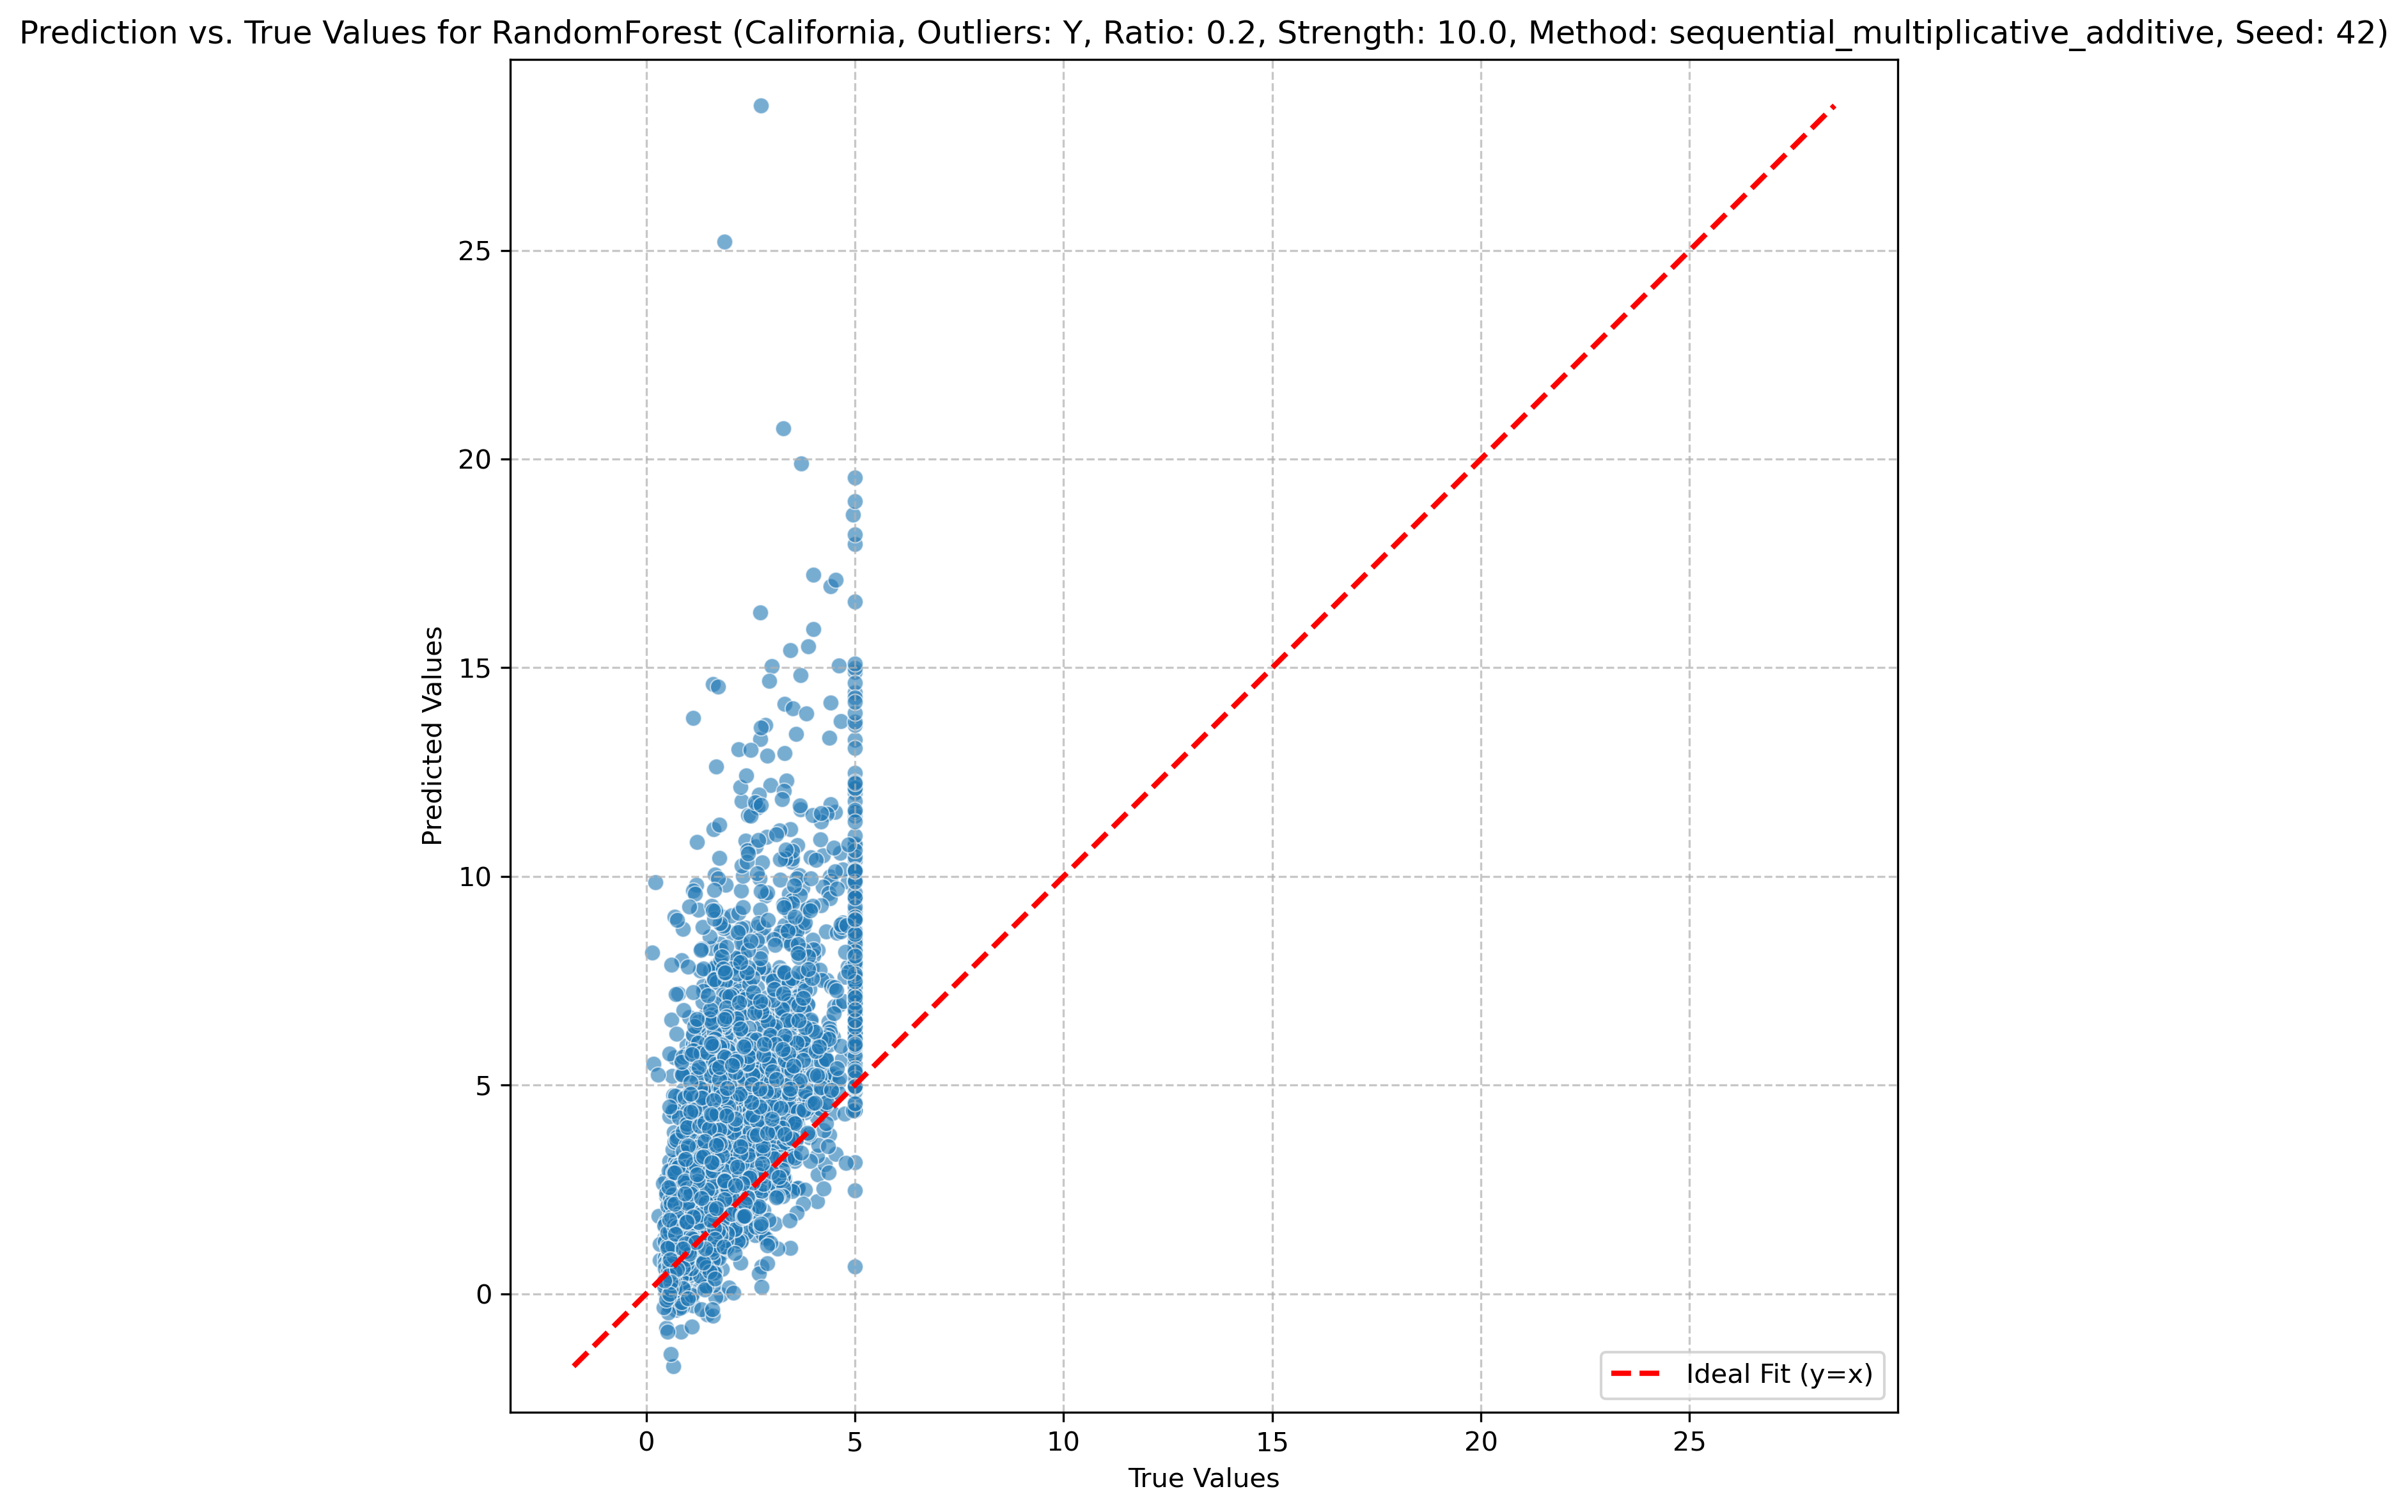 Prediction vs. True Values for RandomForest (California, Outliers: Y, Ratio: 0.2, Strength: 10.0, Method: sequential_multiplicative_additive, Seed: 42)
25
20
15
10
5
0
Predicted Values
0 5 10 15 20 25
True Values
Ideal Fit (y=x)